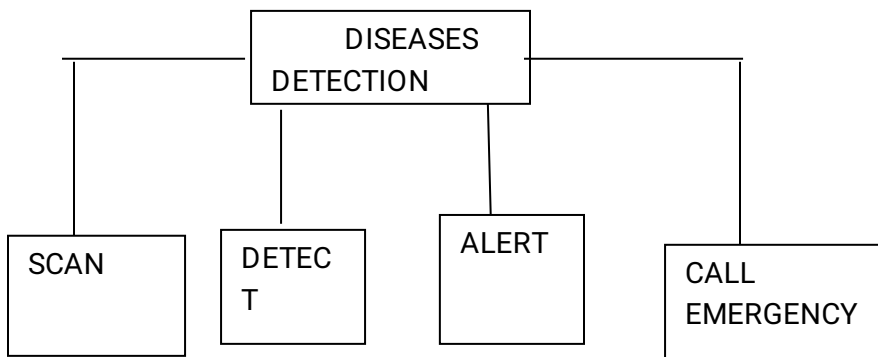 DISEASES
DETECTION
SCAN
DETEC
T
ALERT
CALL
EMERGENCY